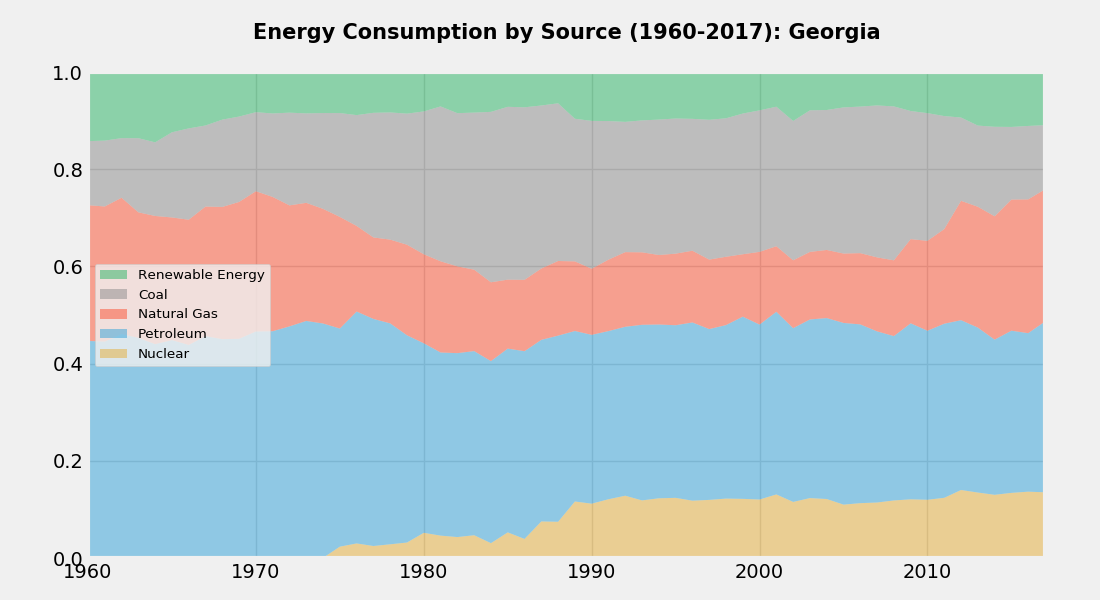 Energy Consumption by Source (1960-2017): Georgia
1.0
0.8
0.6
0.4
0.2
0.0
Renewable Energy
Coal
Natural Gas
Petroleum
Nuclear
1960 1970 1980 1990 2000 2010